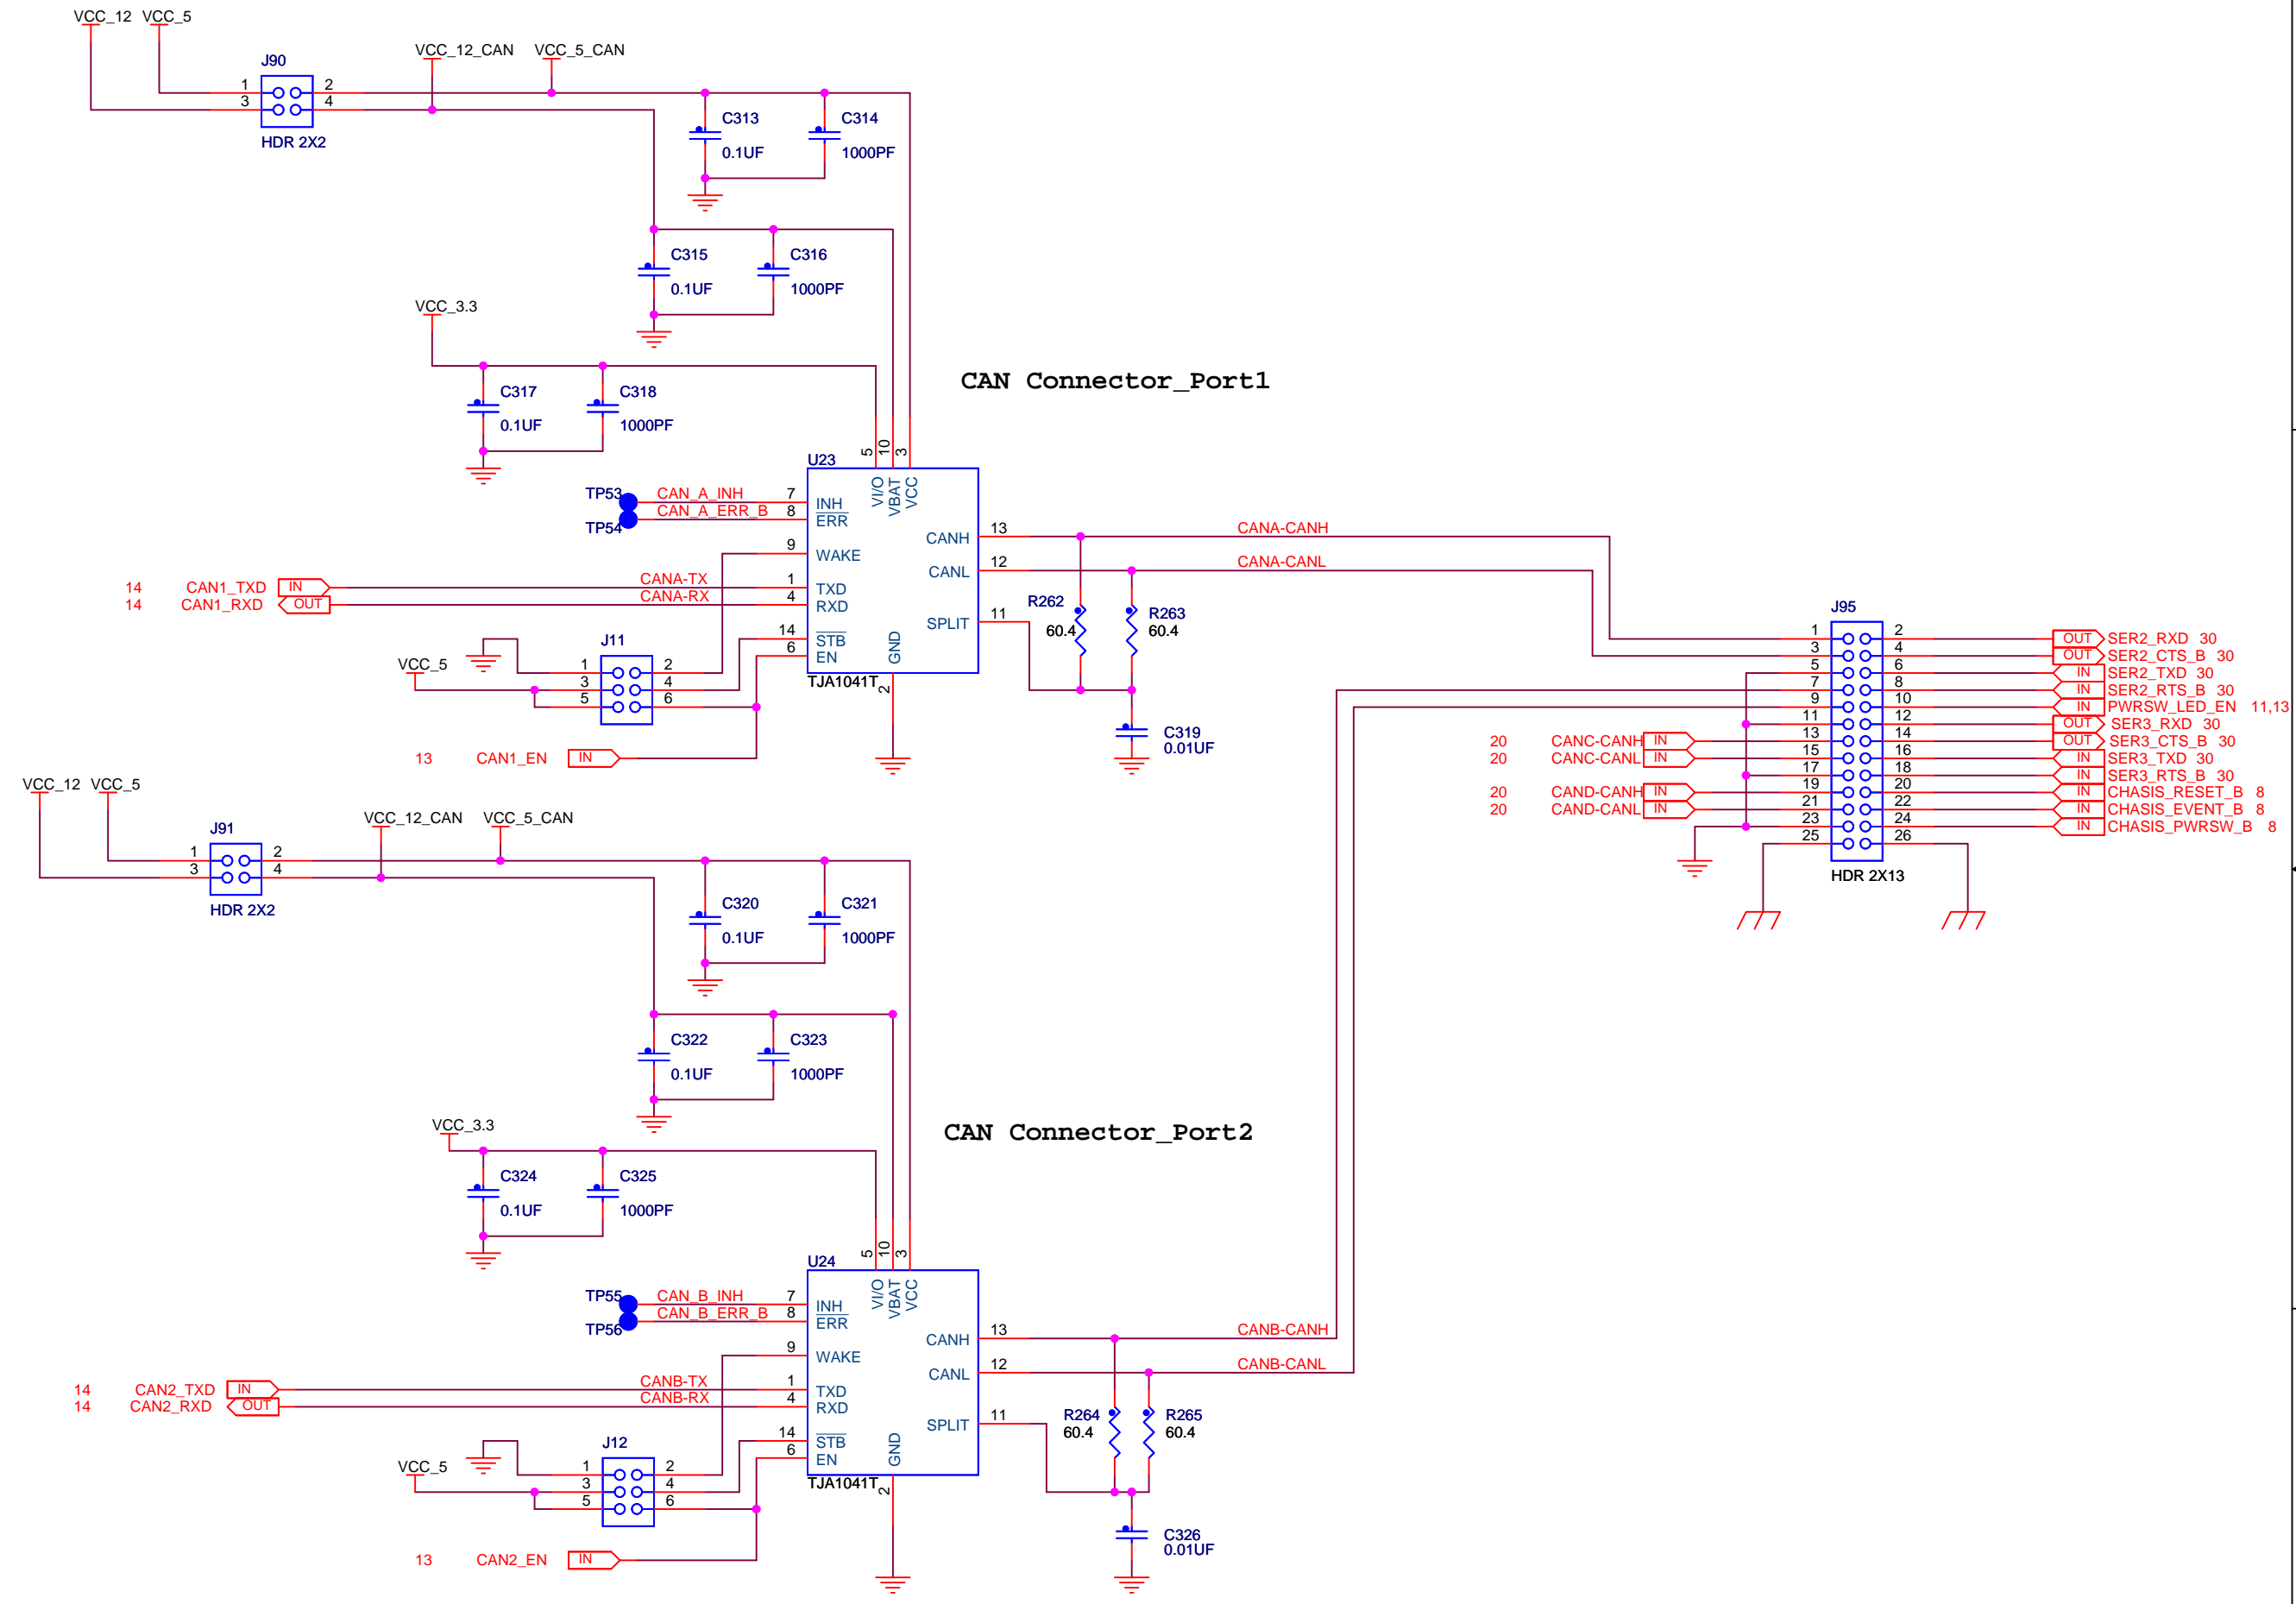 VCC_12 VCC_5
VCC_12_CAN VCC_5_CAN
J90
1 2
3 4
HDR 2X2
C313
0.1UF
C314
1000PF
C315
0.1UF
C316
1000PF
VCC_3.3
C317
0.1UF
C318
1000PF
CAN Connector_Port1
U23
5 10 3
VI/O VBAT VCC
TP53 CAN_A_INH 7 INH
TP54 CAN_A_ERR_B 8 ERR
9 WAKE
14 CAN1_TXD IN CANA-TX 1 TXD
14 CAN1_RXD OUT CANA-RX 4 RXD
14 STB
6 EN
GND
2
TJA1041T
CANH 13 CANA-CANH
CANL 12 CANA-CANL
SPLIT 11
R262
60.4
R263
60.4
C319
0.01UF
J11
VCC_5
1 2
3 4
5 6
13 CAN1_EN IN
J95
1 2 OUT SER2_RXD 30
3 4 OUT SER2_CTS_B 30
5 6 IN SER2_TXD 30
7 8 IN SER2_RTS_B 30
9 10 IN PWRSW_LED_EN 11,13
11 12 OUT SER3_RXD 30
20 CANC-CANH IN 13 14 OUT SER3_CTS_B 30
20 CANC-CANL IN 15 16 IN SER3_TXD 30
17 18 IN SER3_RTS_B 30
20 CAND-CANH IN 19 20 IN CHASIS_RESET_B 8
20 CAND-CANL IN 21 22 IN CHASIS_EVENT_B 8
23 24 IN CHASIS_PWRSW_B 8
25 26
HDR 2X13
VCC_12 VCC_5
VCC_12_CAN VCC_5_CAN
J91
1 2
3 4
HDR 2X2
C320
0.1UF
C321
1000PF
C322
0.1UF
C323
1000PF
VCC_3.3
C324
0.1UF
C325
1000PF
CAN Connector_Port2
U24
5 10 3
VI/O VBAT VCC
TP55 CAN_B_INH 7 INH
TP56 CAN_B_ERR_B 8 ERR
9 WAKE
14 CAN2_TXD IN CANB-TX 1 TXD
14 CAN2_RXD OUT CANB-RX 4 RXD
14 STB
6 EN
GND
2
TJA1041T
CANH 13 CANB-CANH
CANL 12 CANB-CANL
SPLIT 11
R264
60.4
R265
60.4
C326
0.01UF
J12
VCC_5
1 2
3 4
5 6
13 CAN2_EN IN